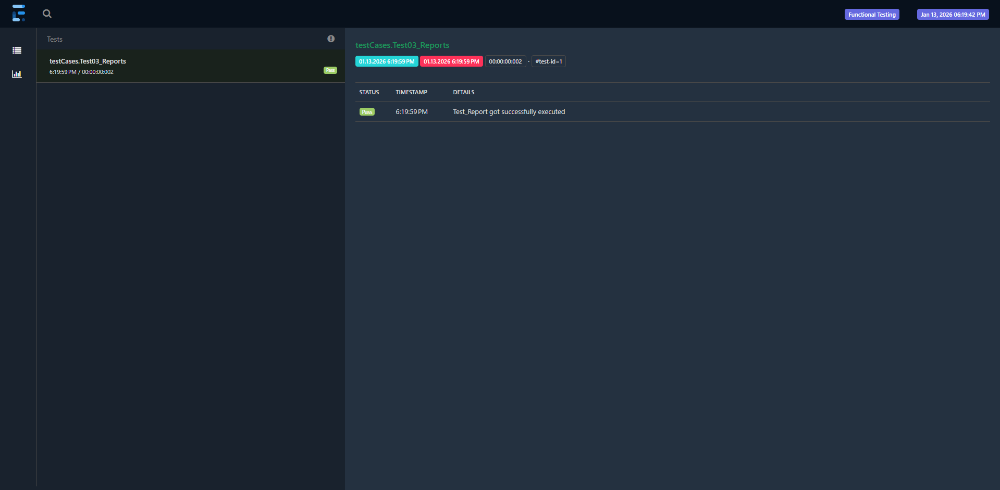 Functional Testing
Jan 13, 2026 06:19:42 PM
Tests
testCases.Test03_Reports
6:19:59 PM / 00:00:00:002
Pass
testCases.Test03_Reports
01.13.2026 6:19:59 PM 01.13.2026 6:19:59 PM 00:00:00:002 · #test-id=1
STATUS TIMESTAMP DETAILS
Pass 6:19:59 PM Test_Report got successfully executed